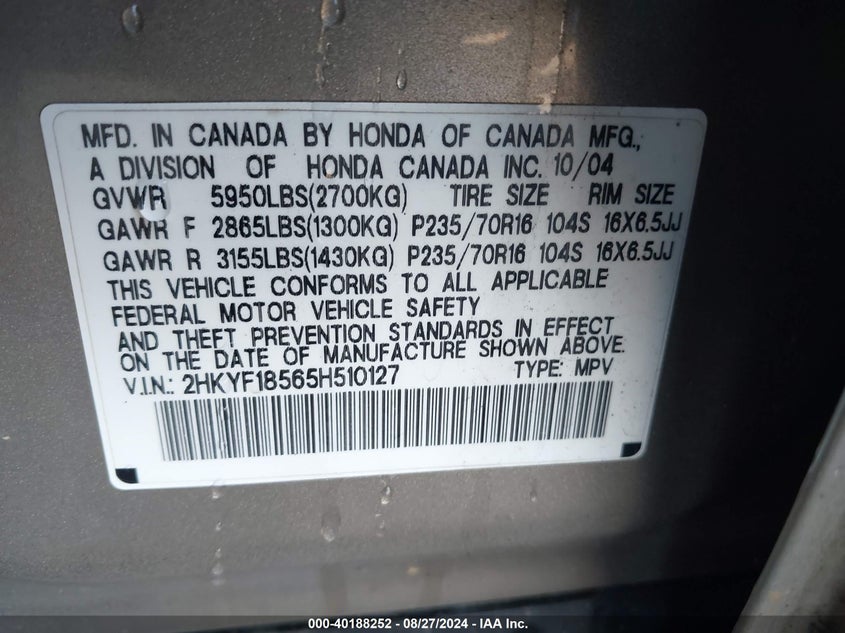 MFD. IN CANADA BY HONDA OF CANADA MFG.,
A DIVISION OF HONDA CANADA INC. 10/04
GVWR 5950LBS(2700KG) TIRE SIZE RIM SIZE
GAWR F 2865LBS(1300KG) P235/70R16 104S 16X6.5JJ
GAWR R 3155LBS(1430KG) P235/70R16 104S 16X6.5JJ
THIS VEHICLE CONFORMS TO ALL APPLICABLE
FEDERAL MOTOR VEHICLE SAFETY
AND THEFT PREVENTION STANDARDS IN EFFECT
ON THE DATE OF MANUFACTURE SHOWN ABOVE.
V.I.N.: 2HKYF18565H510127 TYPE: MPV
000-40188252 - 08/27/2024 - IAA Inc.